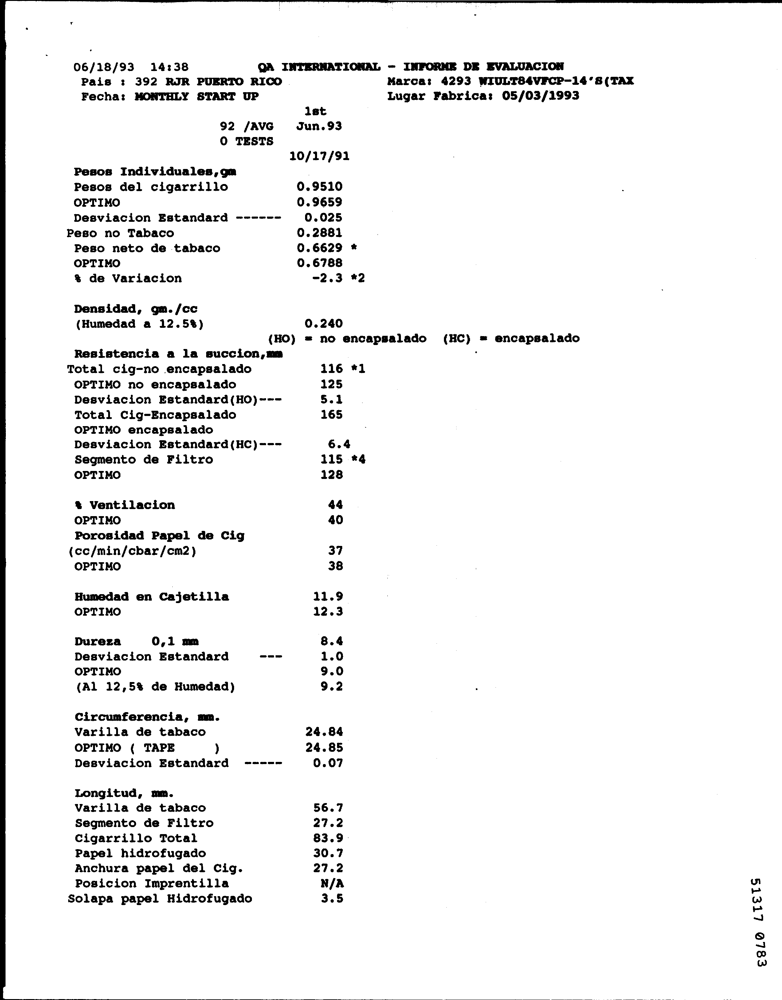 06/18/93 14:38 QA INTERNATIONAL - INFORME DE EVALUACION
Pais : 392 RJR PUERTO RICO Marca: 4293 WIULT84VFCP-14'S(TAX
Fecha: MONTHLY START UP Lugar Fabrica: 05/03/1993
1st
92 /AVG Jun.93
0 TESTS
10/17/91
Pesos Individuales,gm
Pesos del cigarrillo 0.9510
OPTIMO 0.9659
Desviacion Estandard ------ 0.025
Peso no Tabaco 0.2881
Peso neto de tabaco 0.6629 *
OPTIMO 0.6788
% de Variacion -2.3 *2
Densidad, gm./cc
(Humedad a 12.5%) 0.240
(HO) = no encapsalado (HC) = encapsalado
Resistencia a la succion,mm
Total cig-no encapsalado 116 *1
OPTIMO no encapsalado 125
Desviacion Estandard(HO)--- 5.1
Total Cig-Encapsalado 165
OPTIMO encapsalado
Desviacion Estandard(HC)--- 6.4
Segmento de Filtro 115 *4
OPTIMO 128
% Ventilacion 44
OPTIMO 40
Porosidad Papel de Cig
(cc/min/cbar/cm2) 37
OPTIMO 38
Humedad en Cajetilla 11.9
OPTIMO 12.3
Dureza 0,1 mm 8.4
Desviacion Estandard --- 1.0
OPTIMO 9.0
(Al 12,5% de Humedad) 9.2
Circumferencia, mm.
Varilla de tabaco 24.84
OPTIMO ( TAPE ) 24.85
Desviacion Estandard ----- 0.07
Longitud, mm.
Varilla de tabaco 56.7
Segmento de Filtro 27.2
Cigarrillo Total 83.9
Papel hidrofugado 30.7
Anchura papel del Cig. 27.2
Posicion Imprentilla N/A
Solapa papel Hidrofugado 3.5
51317 0783